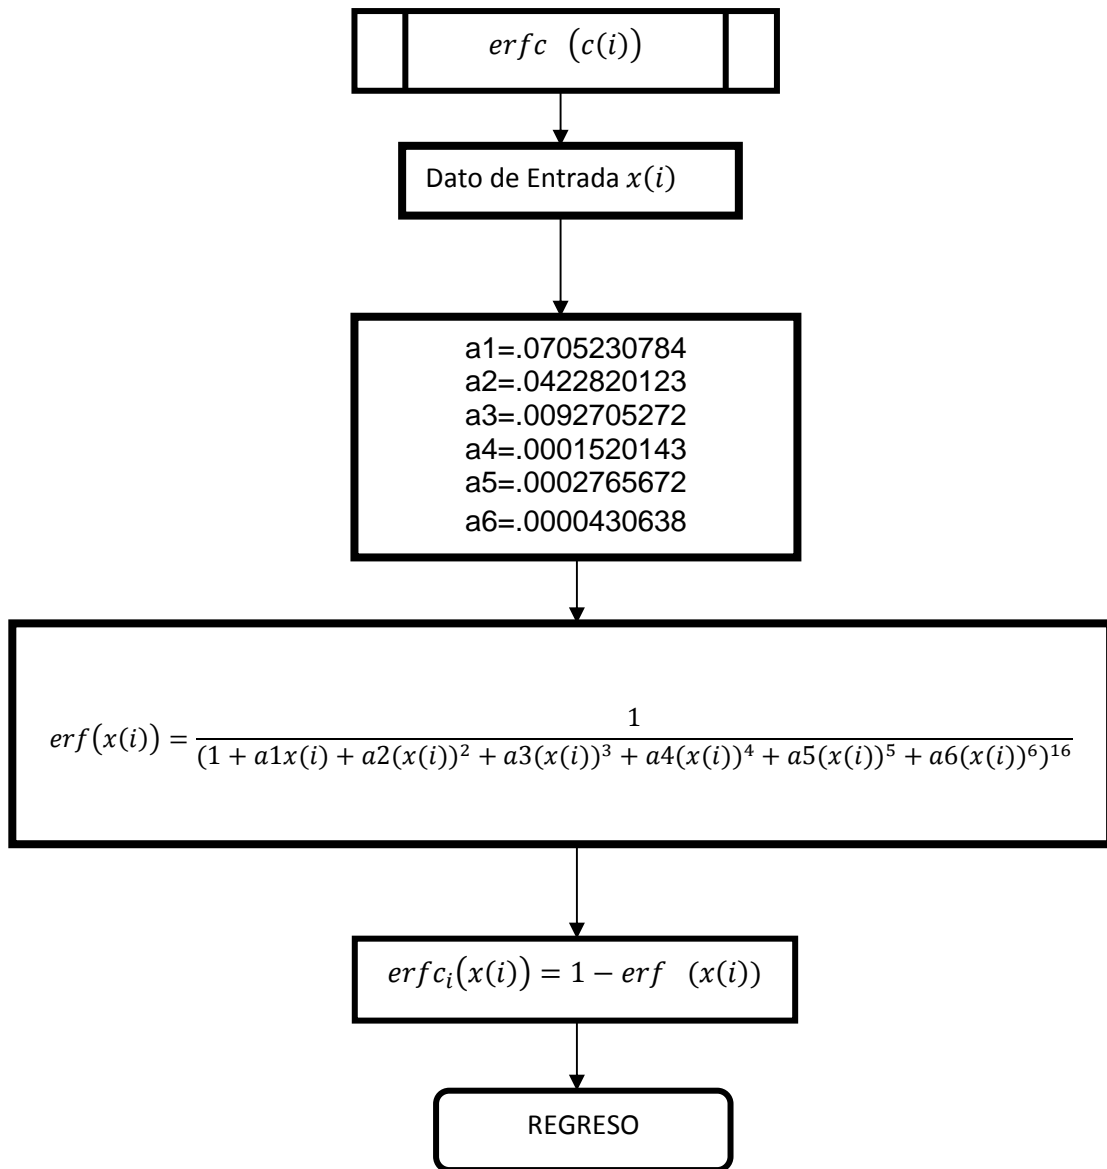 erfc (c(i))
Dato de Entrada x(i)
a1=.0705230784
a2=.0422820123
a3=.0092705272
a4=.0001520143
a5=.0002765672
a6=.0000430638
erf(x(i)) = 1 / (1 + a1x(i) + a2(x(i))² + a3(x(i))³ + a4(x(i))⁴ + a5(x(i))⁵ + a6(x(i))⁶)¹⁶
erfcᵢ(x(i)) = 1 − erf (x(i))
REGRESO